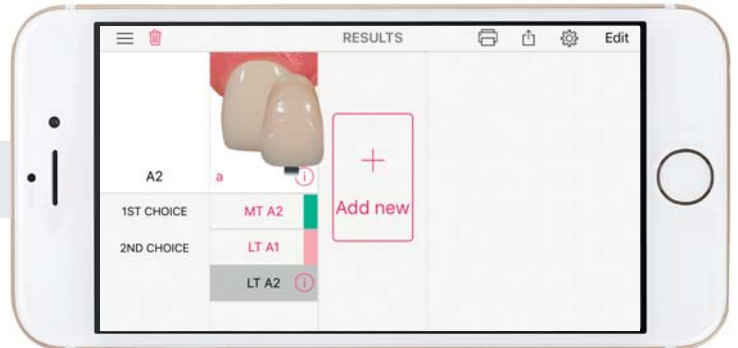 RESULTS
Edit
A2
a
Add new
1ST CHOICE
MT A2
2ND CHOICE
LT A1
LT A2